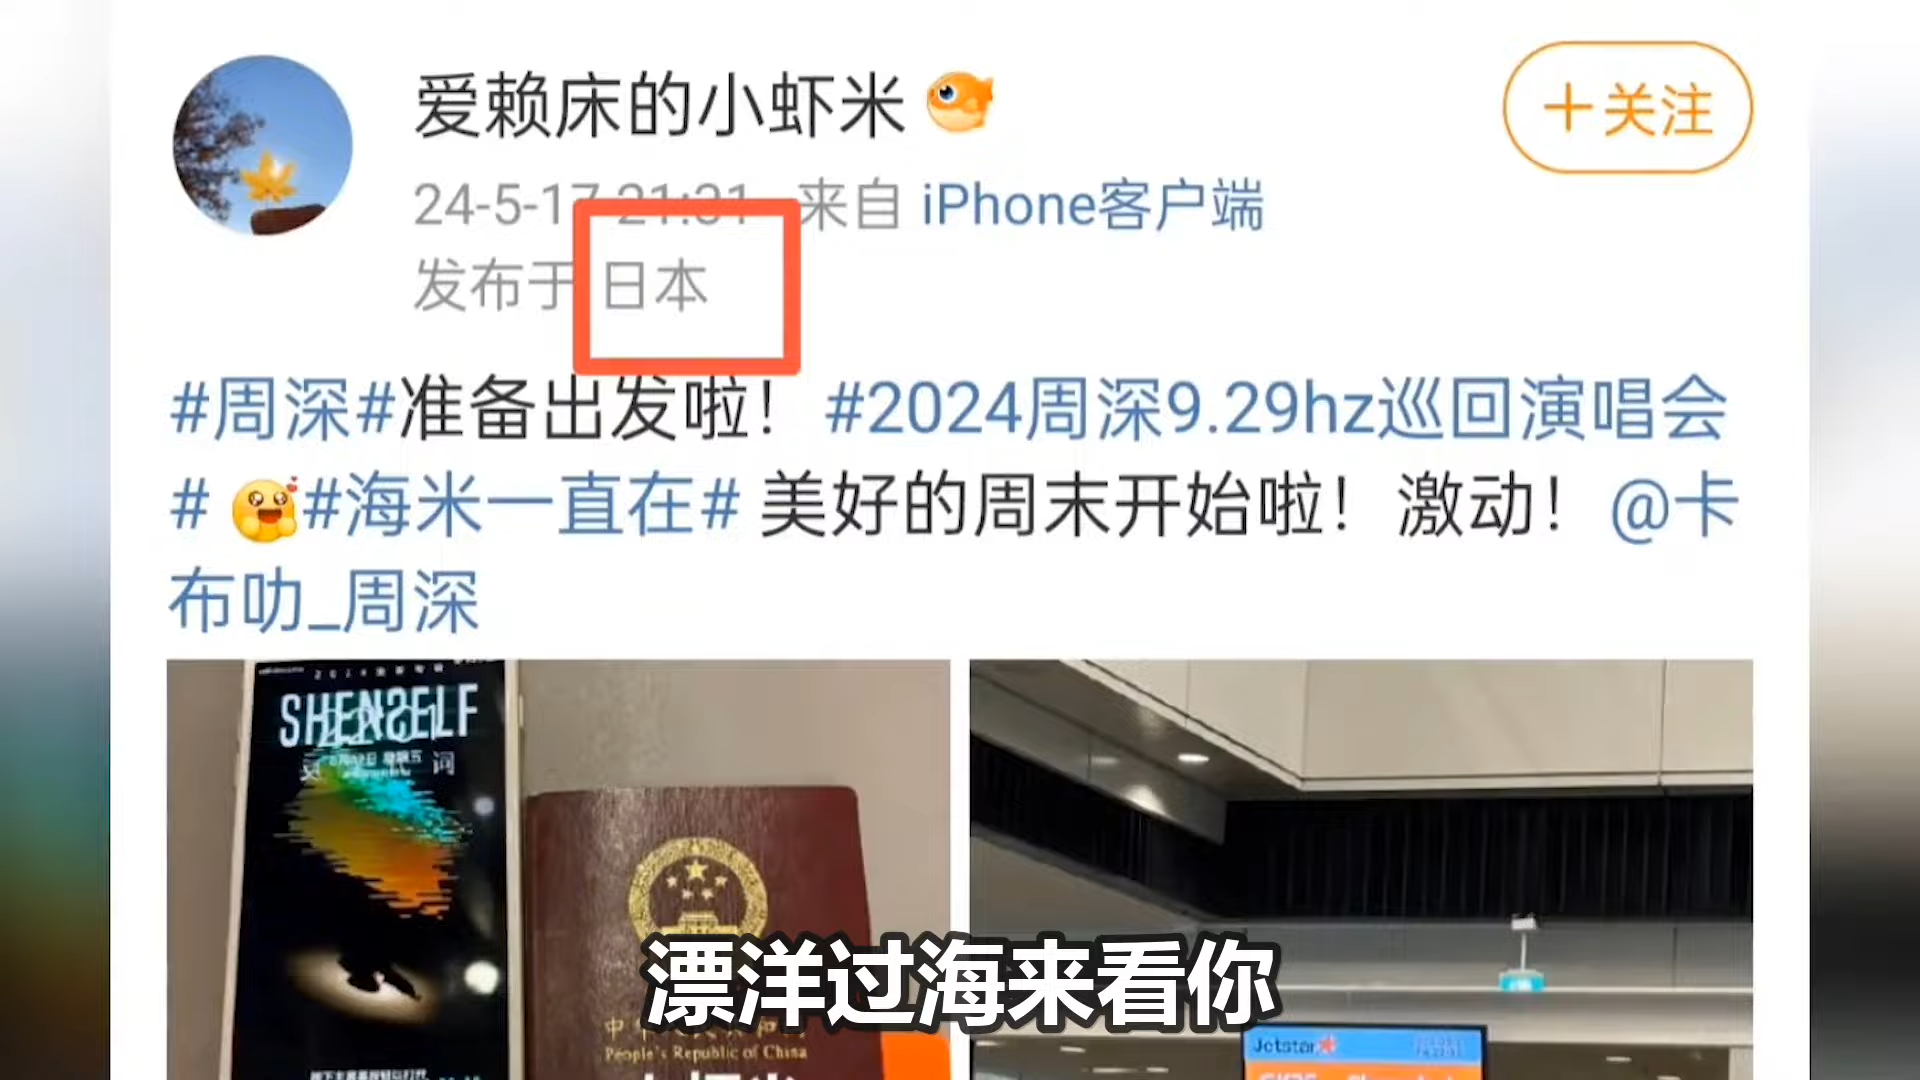 爱赖床的小虾米
+关注
24-5-17 21:31 来自 iPhone客户端
发布于 日本
#周深#准备出发啦！ #2024周深9.29hz巡回演唱会
# #海米一直在# 美好的周末开始啦！ 激动！ @卡
布叻_周深
SHENSELF
People's Republic of China
漂洋过海来看你
Jetstar